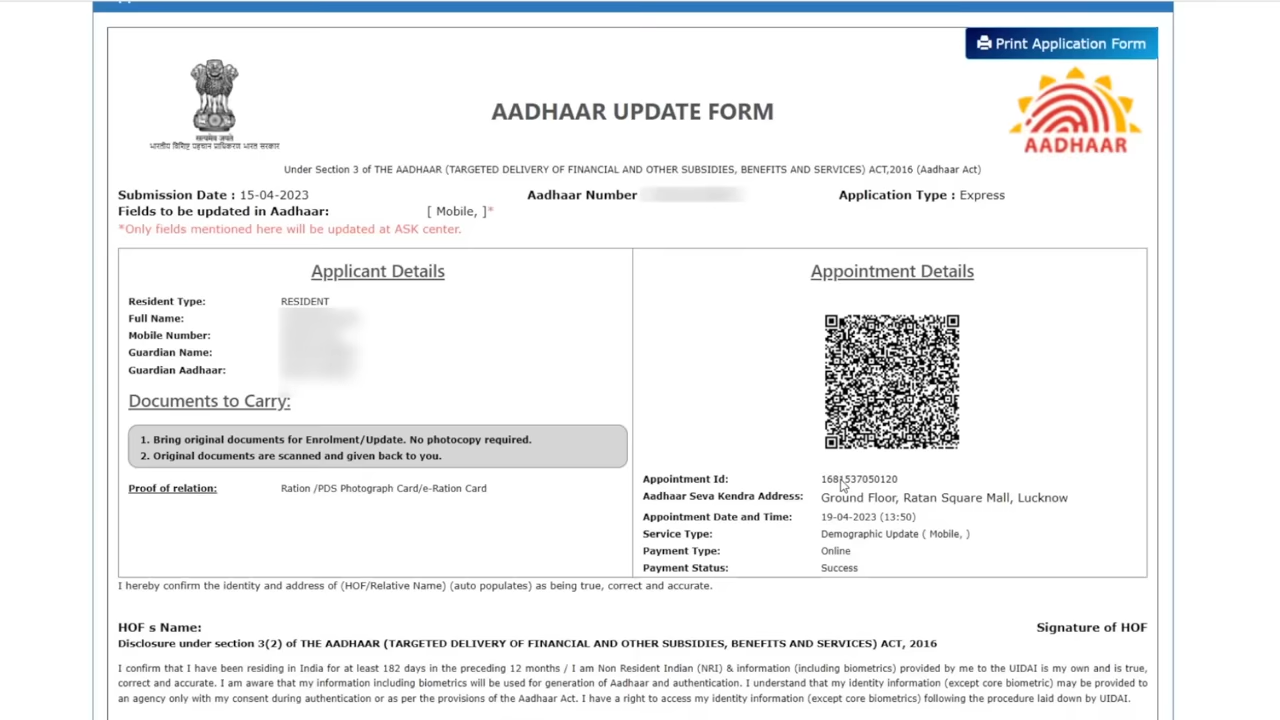 Print Application Form
सत्यमेव जयते
भारतीय विशिष्ट पहचान प्राधिकरण भारत सरकार
AADHAAR UPDATE FORM
AADHAAR
Under Section 3 of THE AADHAAR (TARGETED DELIVERY OF FINANCIAL AND OTHER SUBSIDIES, BENEFITS AND SERVICES) ACT,2016 (Aadhaar Act)
Submission Date : 15-04-2023 Aadhaar Number Application Type : Express
Fields to be updated in Aadhaar: [ Mobile, ]*
*Only fields mentioned here will be updated at ASK center.
Applicant Details
Resident Type: RESIDENT
Full Name:
Mobile Number:
Guardian Name:
Guardian Aadhaar:
Documents to Carry:
1. Bring original documents for Enrolment/Update. No photocopy required.
2. Original documents are scanned and given back to you.
Proof of relation: Ration /PDS Photograph Card/e-Ration Card
Appointment Details
Appointment Id: 1681537050120
Aadhaar Seva Kendra Address: Ground Floor, Ratan Square Mall, Lucknow
Appointment Date and Time: 19-04-2023 (13:50)
Service Type: Demographic Update ( Mobile, )
Payment Type: Online
Payment Status: Success
I hereby confirm the identity and address of (HOF/Relative Name) (auto populates) as being true, correct and accurate.
HOF s Name: Signature of HOF
Disclosure under section 3(2) of THE AADHAAR (TARGETED DELIVERY OF FINANCIAL AND OTHER SUBSIDIES, BENEFITS AND SERVICES) ACT, 2016
I confirm that I have been residing in India for at least 182 days in the preceding 12 months / I am Non Resident Indian (NRI) & information (including biometrics) provided by me to the UIDAI is my own and is true,
correct and accurate. I am aware that my information including biometrics will be used for generation of Aadhaar and authentication. I understand that my identity information (except core biometric) may be provided to
an agency only with my consent during authentication or as per the provisions of the Aadhaar Act. I have a right to access my identity information (except core biometrics) following the procedure laid down by UIDAI.